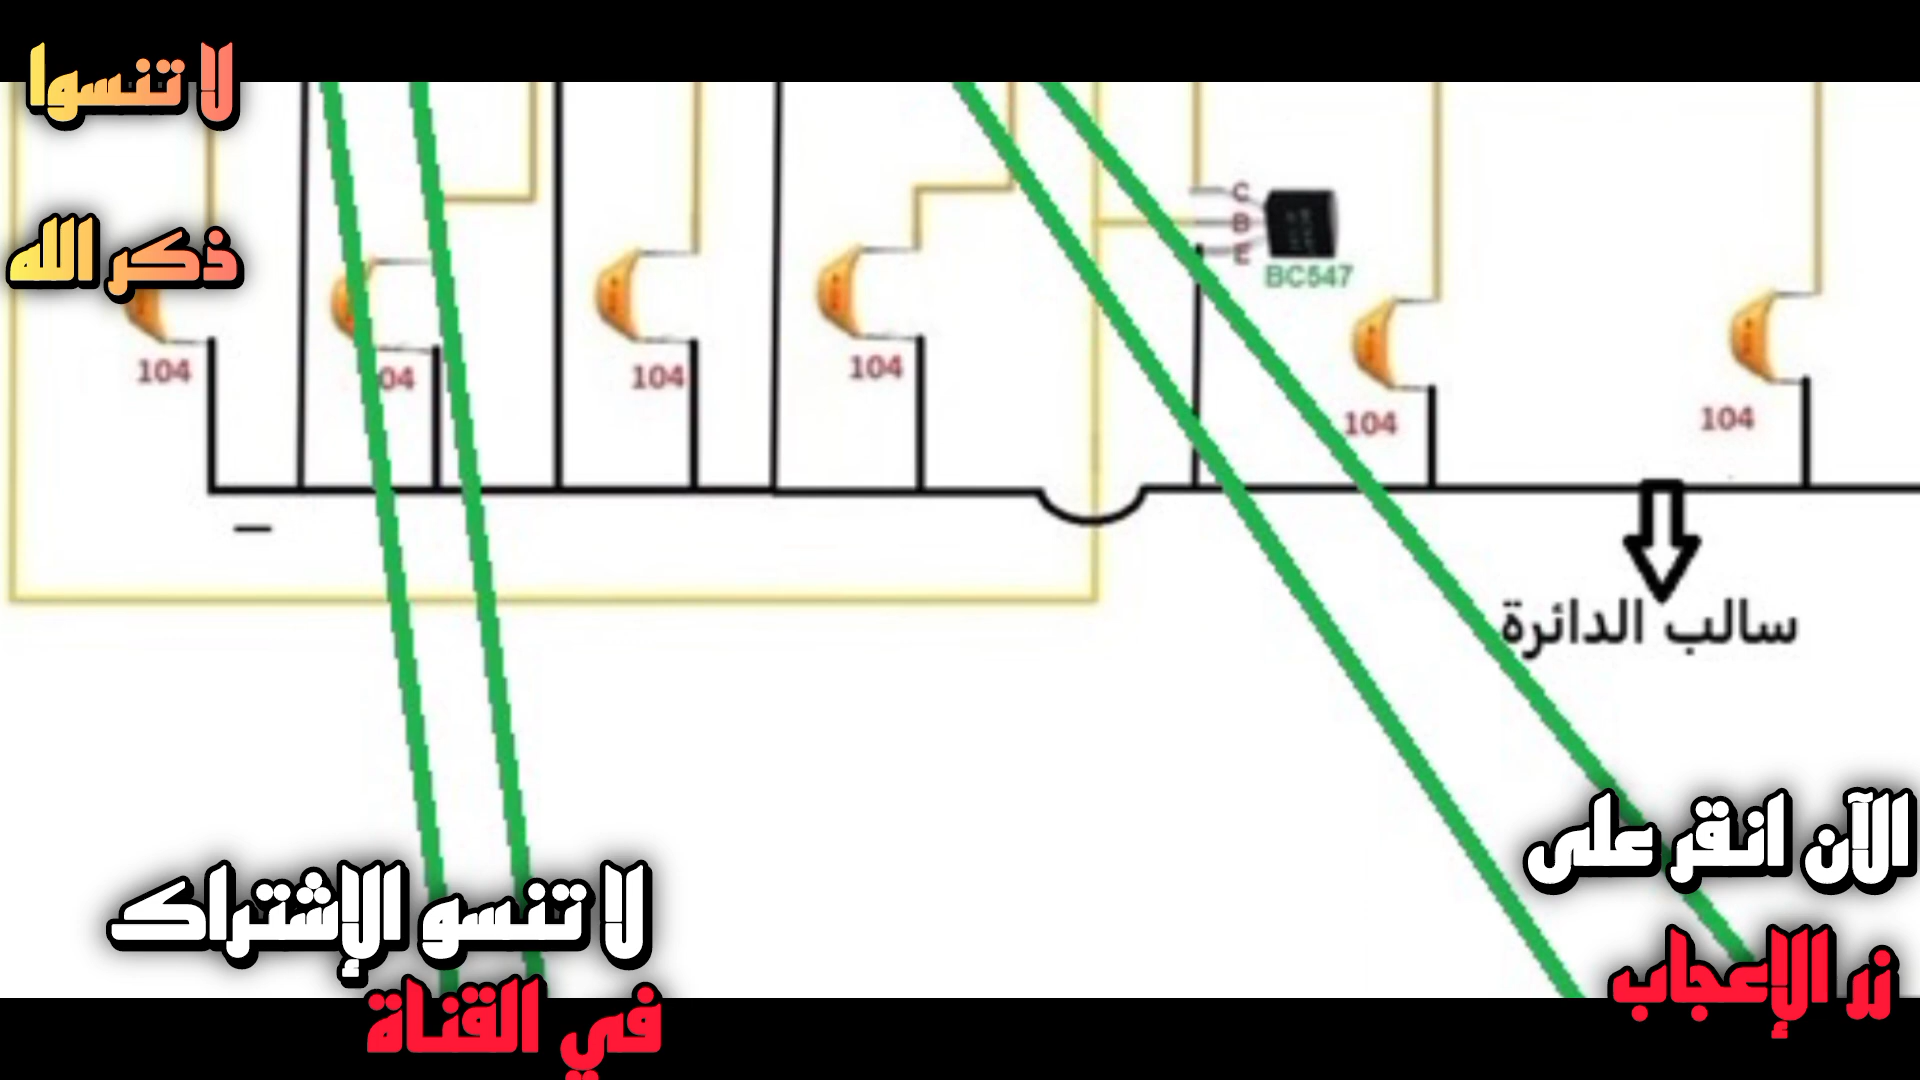 لا تنسوا
ذكر الله
C
B
E
BC547
104
04
104
104
104
104
—
سالب الدائرة
الآن انقر على
زر الإعجاب
لا تنسو الإشتراك
في القناة